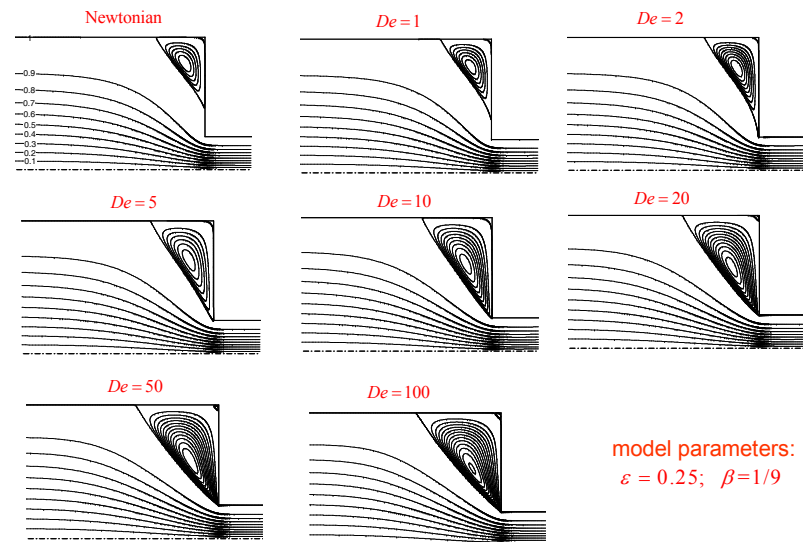 Newtonian
De = 1
De = 2
1
0.9
0.8
0.7
0.6
0.5
0.4
0.3
0.2
0.1
De = 5
De = 10
De = 20
De = 50
De = 100
model parameters:
ε = 0.25; β=1/9